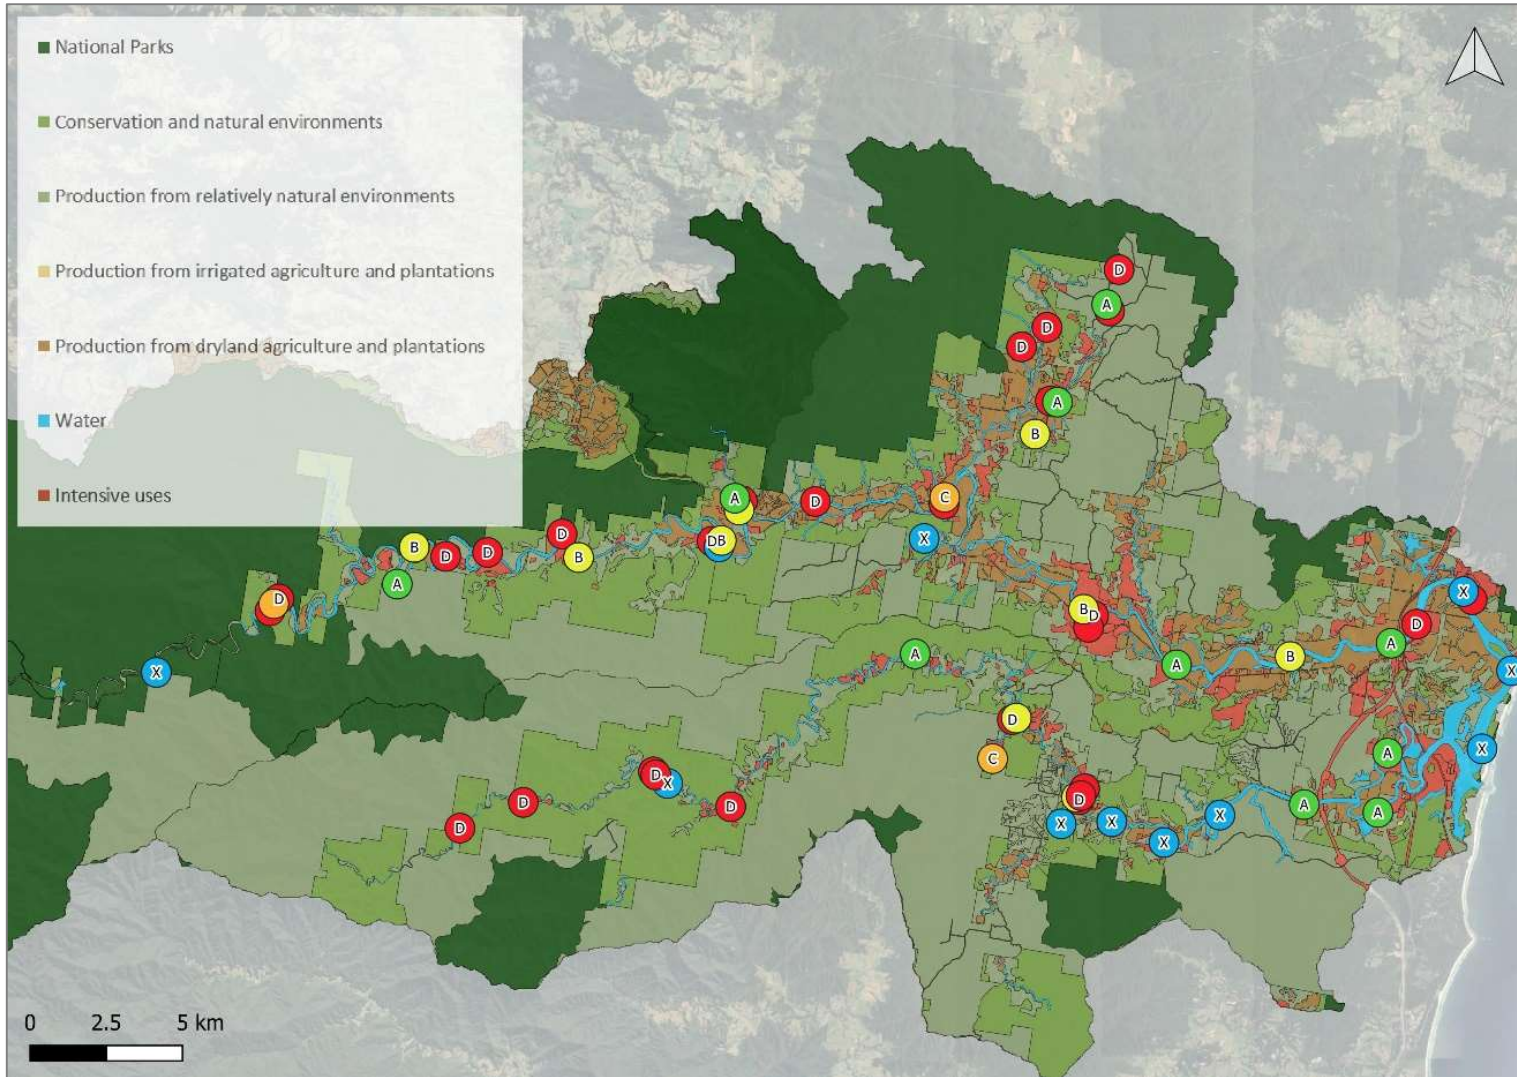 National Parks
Conservation and natural environments
Production from relatively natural environments
Production from irrigated agriculture and plantations
Production from dryland agriculture and plantations
Water
Intensive uses
D
A
D
D
A
B
A
D
C
D
B
X
B
D
D
D
B
A
D
B
D
X
D
B
D
A
A
B
A
X
X
X
D
C
A
X
D
X
D
D
D
D
X
X
X
X
A
A
0 2.5 5 km